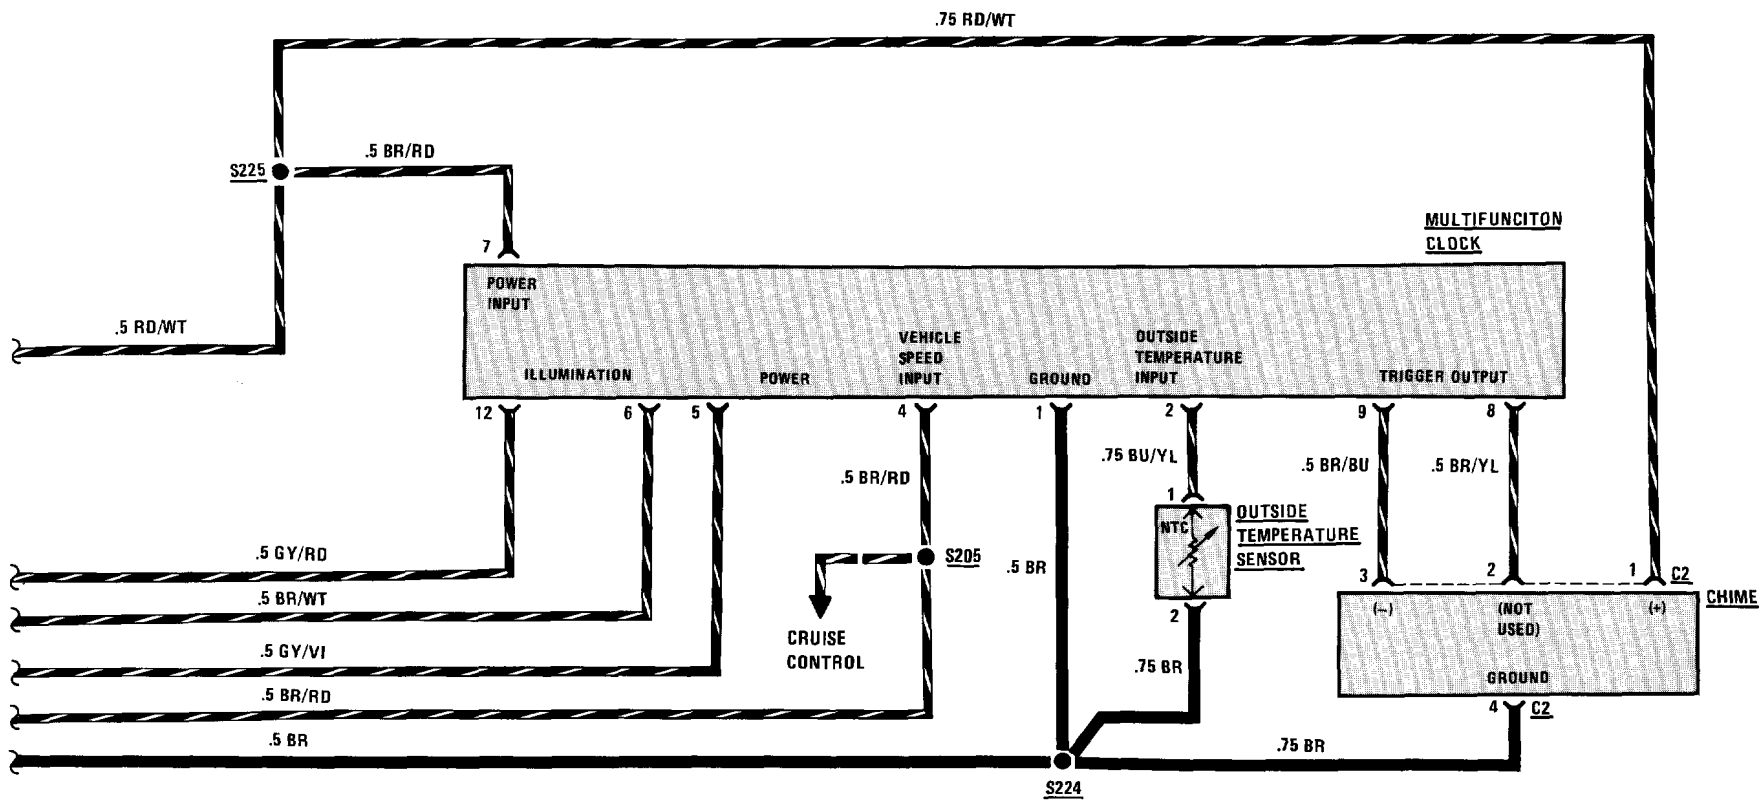 .75 RD/WT
S225
.5 BR/RD
7
MULTIFUNCITON
CLOCK
POWER
INPUT
.5 RD/WT
VEHICLE
SPEED
INPUT
OUTSIDE
TEMPERATURE
INPUT
ILLUMINATION
POWER
GROUND
TRIGGER OUTPUT
12
6
5
4
1
2
9
8
.75 BU/YL
.5 BR/BU
.5 BR/YL
.5 BR/RD
1
NTC
OUTSIDE
TEMPERATURE
SENSOR
.5 GY/RD
S205
.5 BR
3
2
1
C2
CHIME
.5 BR/WT
2
(−)
(NOT
USED)
(+)
CRUISE
CONTROL
.5 GY/VI
.75 BR
GROUND
.5 BR/RD
4
C2
.5 BR
.75 BR
S224